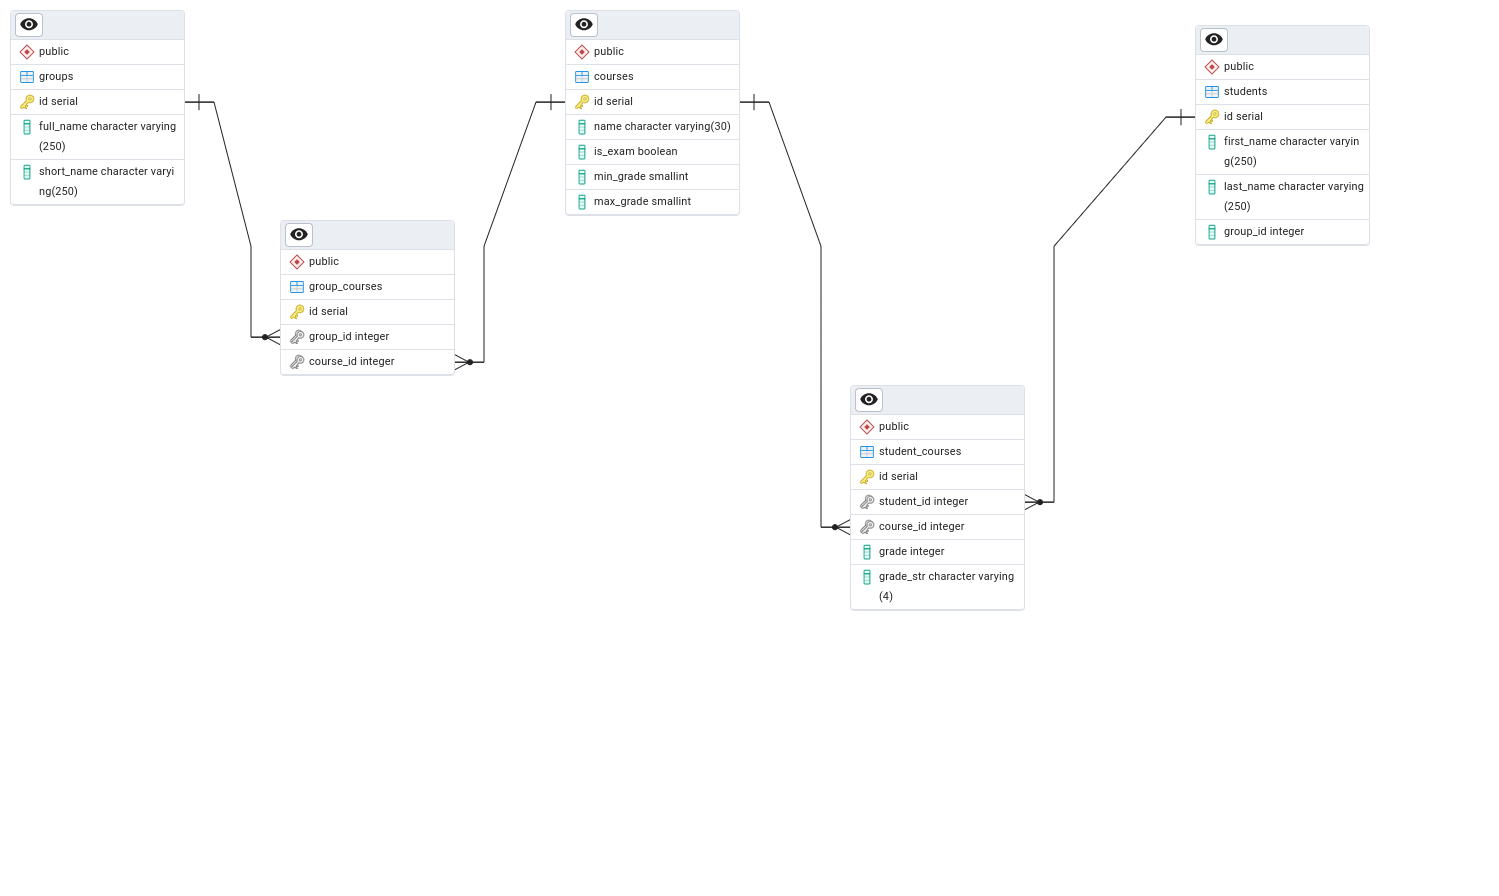 public
groups
id serial
full_name character varying
(250)
short_name character varyi
ng(250)
public
group_courses
id serial
group_id integer
course_id integer
public
courses
id serial
name character varying(30)
is_exam boolean
min_grade smallint
max_grade smallint
public
student_courses
id serial
student_id integer
course_id integer
grade integer
grade_str character varying
(4)
public
students
id serial
first_name character varyin
g(250)
last_name character varying
(250)
group_id integer